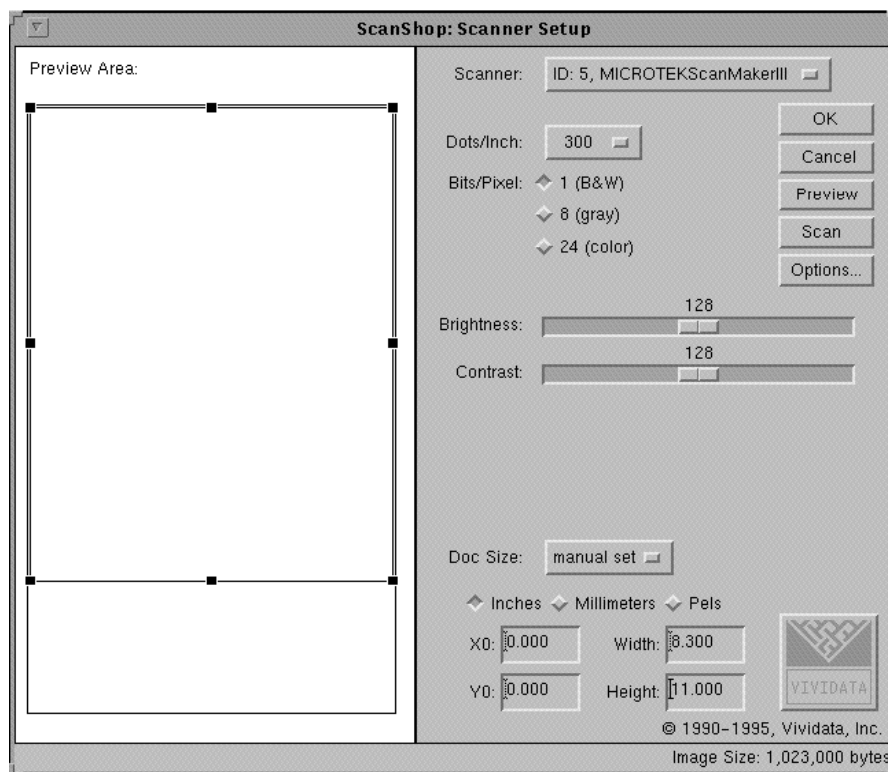 ScanShop: Scanner Setup
Preview Area:
Scanner: ID: 5, MICROTEKScanMakerIII
OK
Dots/Inch: 300
Cancel
Bits/Pixel: 1 (B&W)
Preview
8 (gray)
Scan
24 (color)
Options...
128
Brightness:
128
Contrast:
Doc Size: manual set
Inches Millimeters Pels
X0: 0.000 Width: 8.300
Y0: 0.000 Height: 11.000
VIVIDATA
© 1990-1995, Vividata, Inc.
Image Size: 1,023,000 bytes